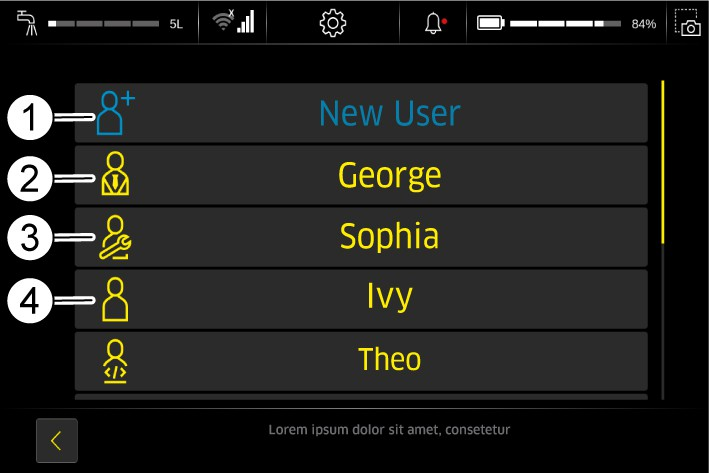 5L
x
84%
1
New User
2
George
3
Sophia
4
Ivy
</>
Theo
Lorem ipsum dolor sit amet, consetetur